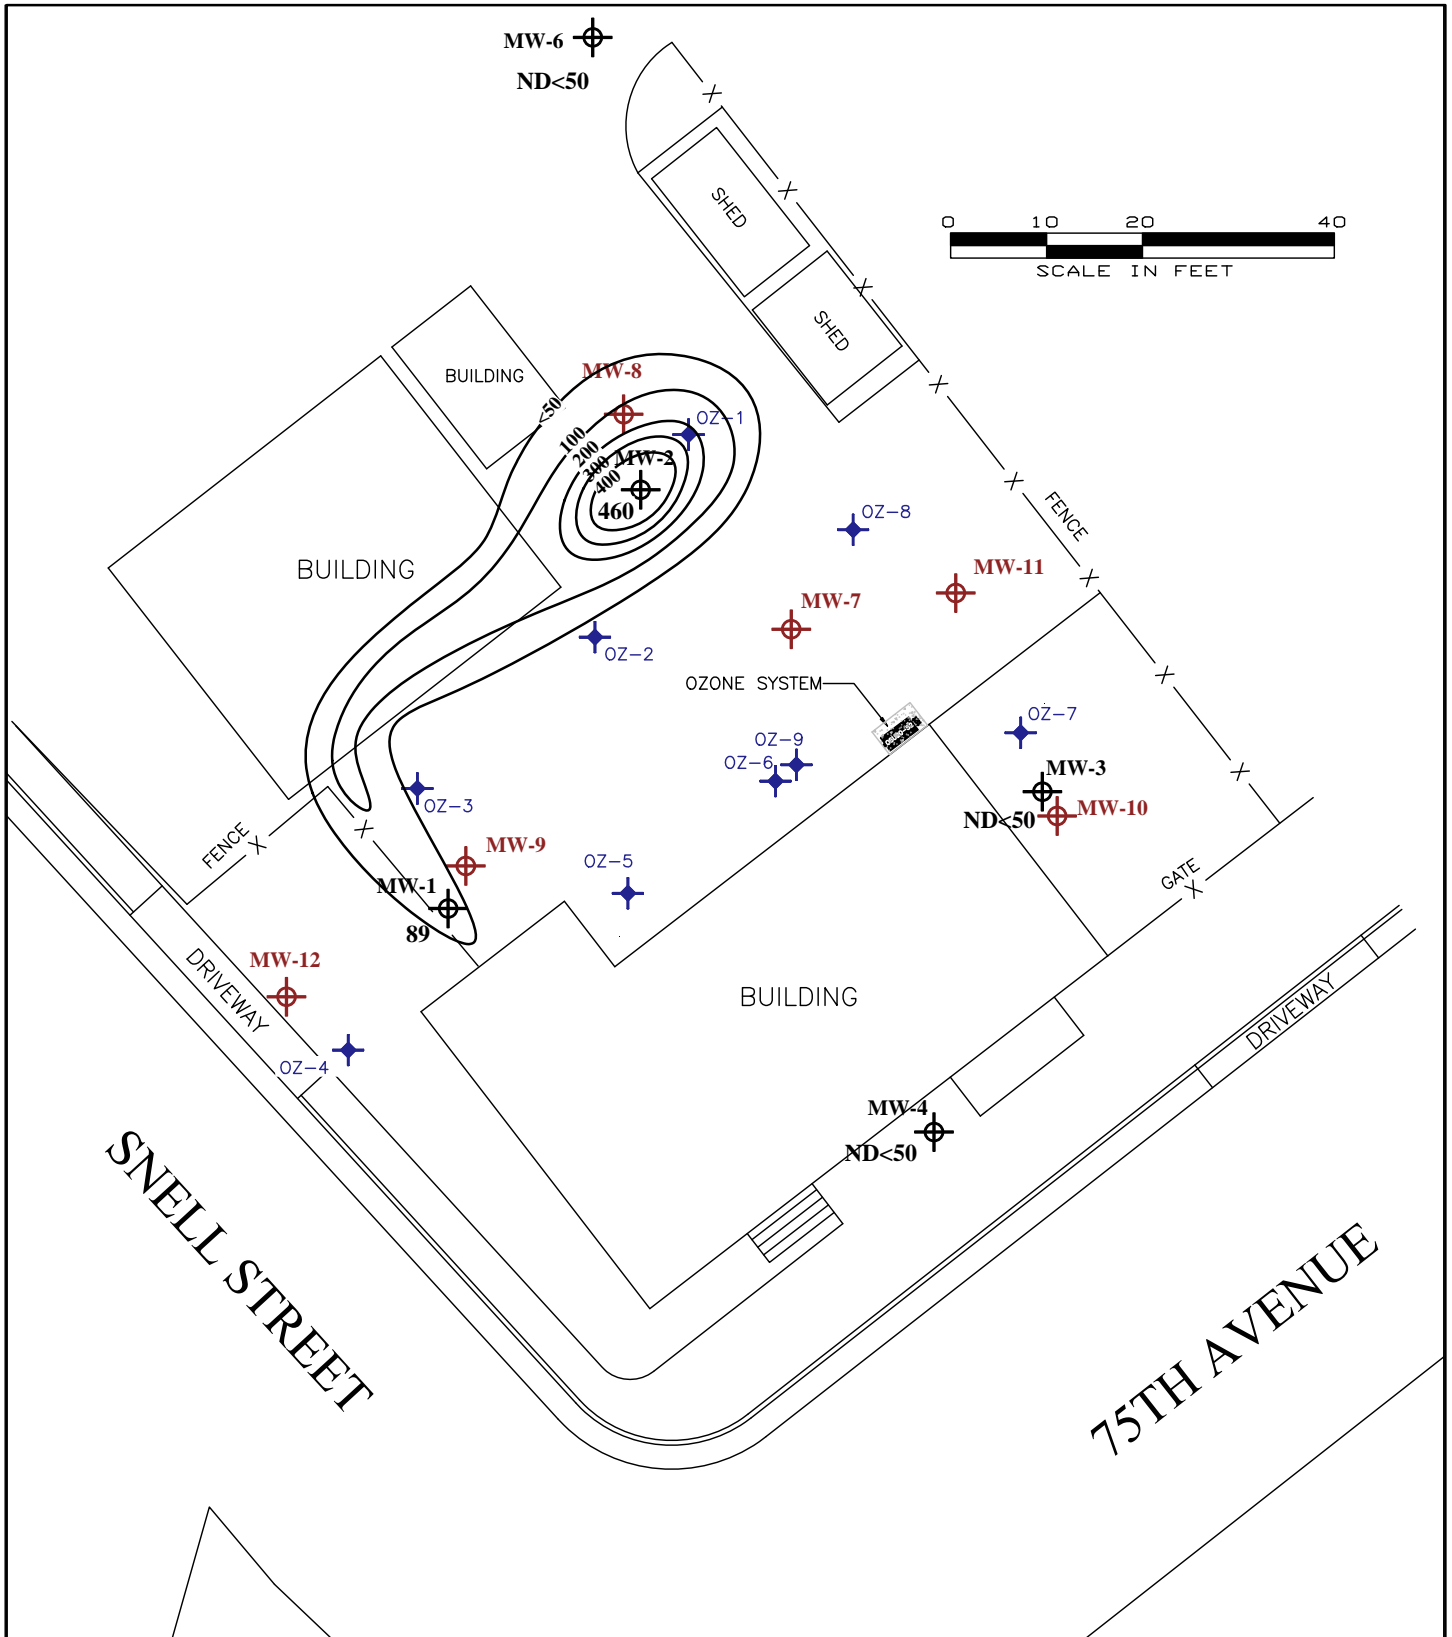 MW-6
ND<50
SHED
0 10 20 40
SCALE IN FEET
SHED
BUILDING
MW-8
<50
100
200
300
400
OZ-1
MW-2
460
OZ-8
FENCE
BUILDING
MW-11
MW-7
OZ-2
OZONE SYSTEM
OZ-7
OZ-9
OZ-6
MW-3
ND<50
MW-10
OZ-3
FENCE
MW-9
OZ-5
GATE
MW-1
89
MW-12
DRIVEWAY
BUILDING
DRIVEWAY
OZ-4
MW-4
ND<50
SNELL STREET
75TH AVENUE
X
X
X
X
X
X
X
X
X
X
X